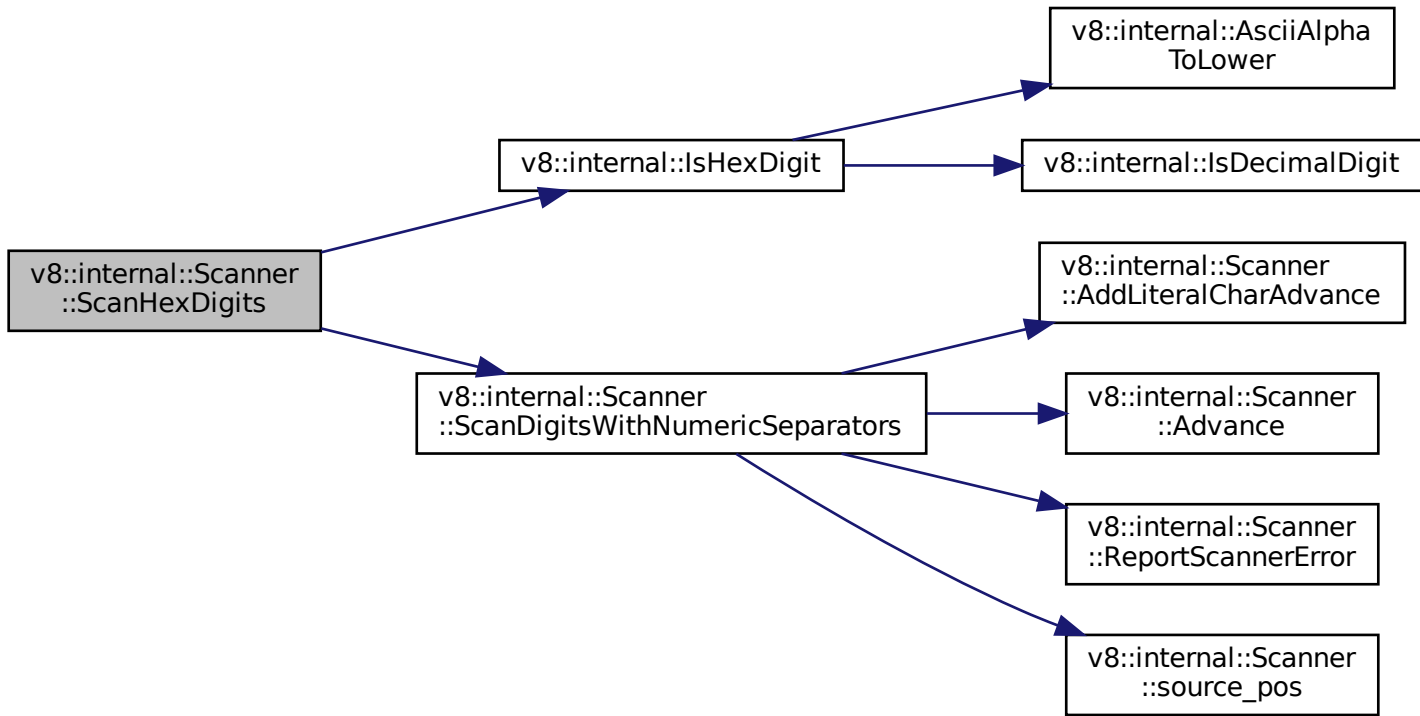 v8::internal::AsciiAlpha
ToLower
v8::internal::IsHexDigit
v8::internal::IsDecimalDigit
v8::internal::Scanner
::ScanHexDigits
v8::internal::Scanner
::AddLiteralCharAdvance
v8::internal::Scanner
::ScanDigitsWithNumericSeparators
v8::internal::Scanner
::Advance
v8::internal::Scanner
::ReportScannerError
v8::internal::Scanner
::source_pos